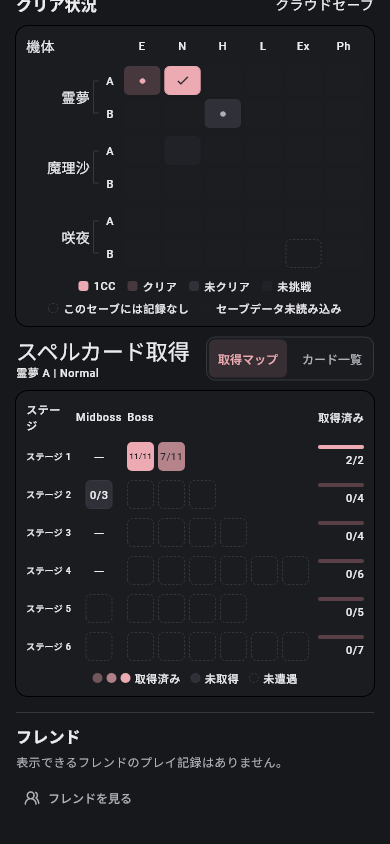 クリア状況 クラウドセーブ
機体 E N H L Ex Ph
霊夢 A
B
魔理沙 A
B
咲夜 A
B
1CC クリア 未クリア 未挑戦
このセーブには記録なし セーブデータ未読み込み
スペルカード取得
霊夢 A | Normal
取得マップ カード一覧
ステージ Midboss Boss 取得済み
ステージ 1 — 11/11 7/11 2/2
ステージ 2 0/3 0/4
ステージ 3 — 0/4
ステージ 4 — 0/6
ステージ 5 0/5
ステージ 6 0/7
取得済み 未取得 未遭遇
フレンド
表示できるフレンドのプレイ記録はありません。
フレンドを見る